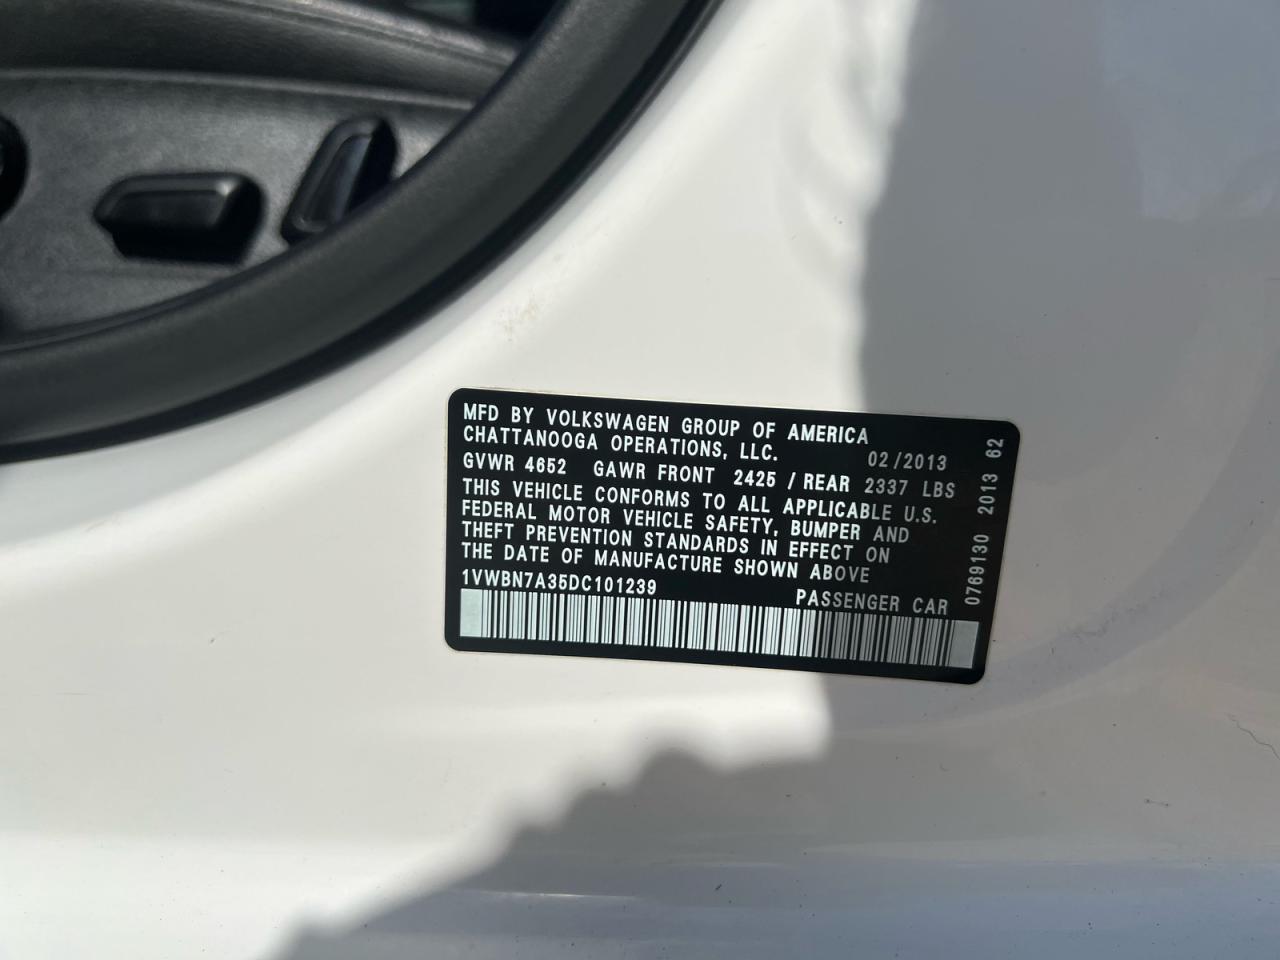 MFD BY VOLKSWAGEN GROUP OF AMERICA
CHATTANOOGA OPERATIONS, LLC. 02/2013
GVWR 4652 GAWR FRONT 2425 / REAR 2337 LBS
THIS VEHICLE CONFORMS TO ALL APPLICABLE U.S.
FEDERAL MOTOR VEHICLE SAFETY, BUMPER AND
THEFT PREVENTION STANDARDS IN EFFECT ON
THE DATE OF MANUFACTURE SHOWN ABOVE
1VWBN7A35DC101239 PASSENGER CAR
0769130 2013 62